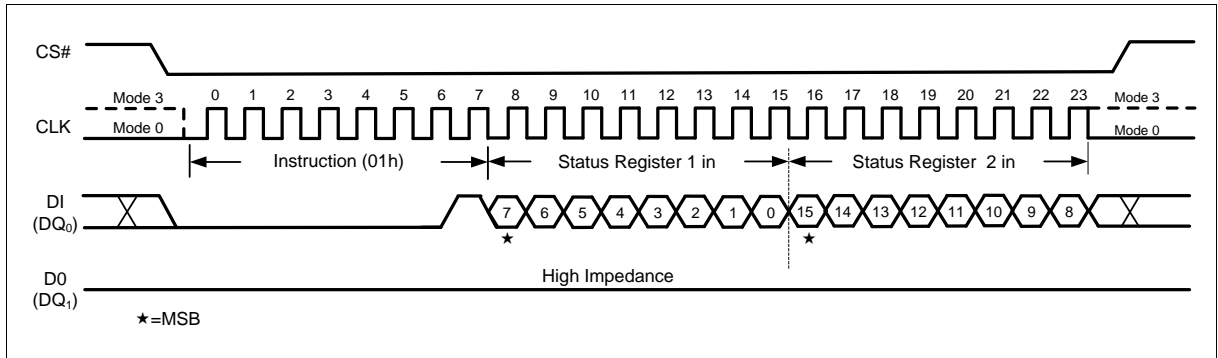 CS#
Mode 3 0 1 2 3 4 5 6 7 8 9 10 11 12 13 14 15 16 17 18 19 20 21 22 23 Mode 3
CLK Mode 0 Mode 0
Instruction (01h) Status Register 1 in Status Register 2 in
DI
(DQ0) 7 6 5 4 3 2 1 0 15 14 13 12 11 10 9 8
★ ★
High Impedance
D0
(DQ1)
★=MSB